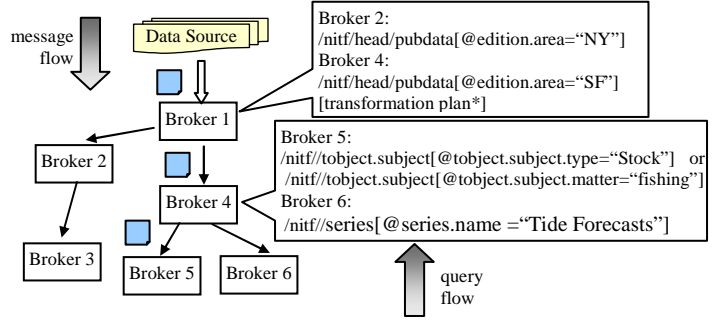 message
flow
Data Source
Broker 2:
/nitf/head/pubdata[@edition.area=“NY”]
Broker 4:
/nitf/head/pubdata[@edition.area=“SF”]
[transformation plan*]
Broker 1
Broker 2
Broker 5:
/nitf//tobject.subject[@tobject.subject.type=“Stock”] or
/nitf//tobject.subject[@tobject.subject.matter=“fishing”]
Broker 6:
/nitf//series[@series.name =“Tide Forecasts”]
Broker 4
Broker 3
Broker 5
Broker 6
query
flow